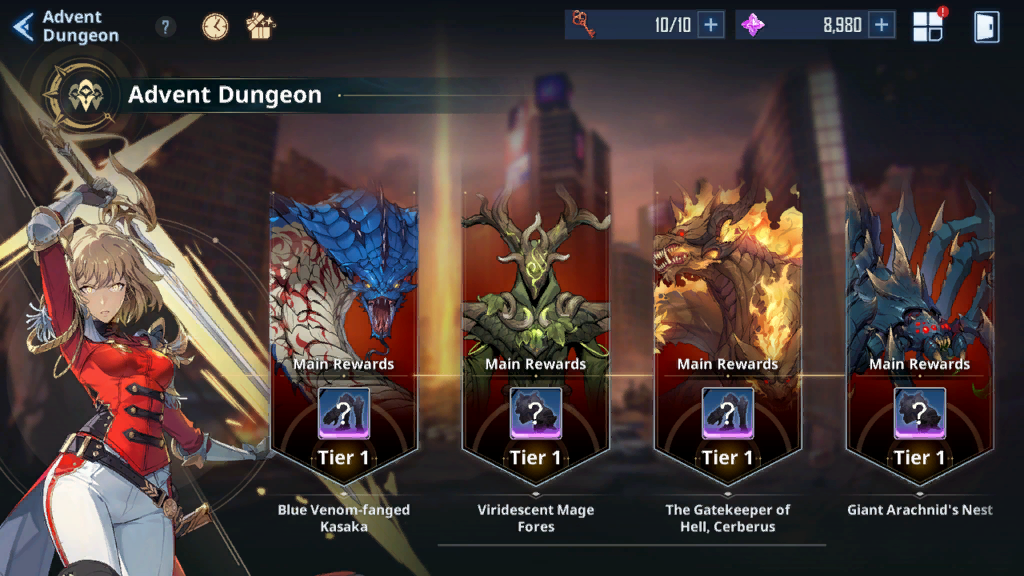 Advent
Dungeon
?
10/10 +
8,980 +
!
Advent Dungeon
Main Rewards
Main Rewards
Main Rewards
Main Rewards
?
?
?
?
Tier 1
Tier 1
Tier 1
Tier 1
Blue Venom-fanged
Kasaka
Viridescent Mage
Fores
The Gatekeeper of
Hell, Cerberus
Giant Arachnid's Nest